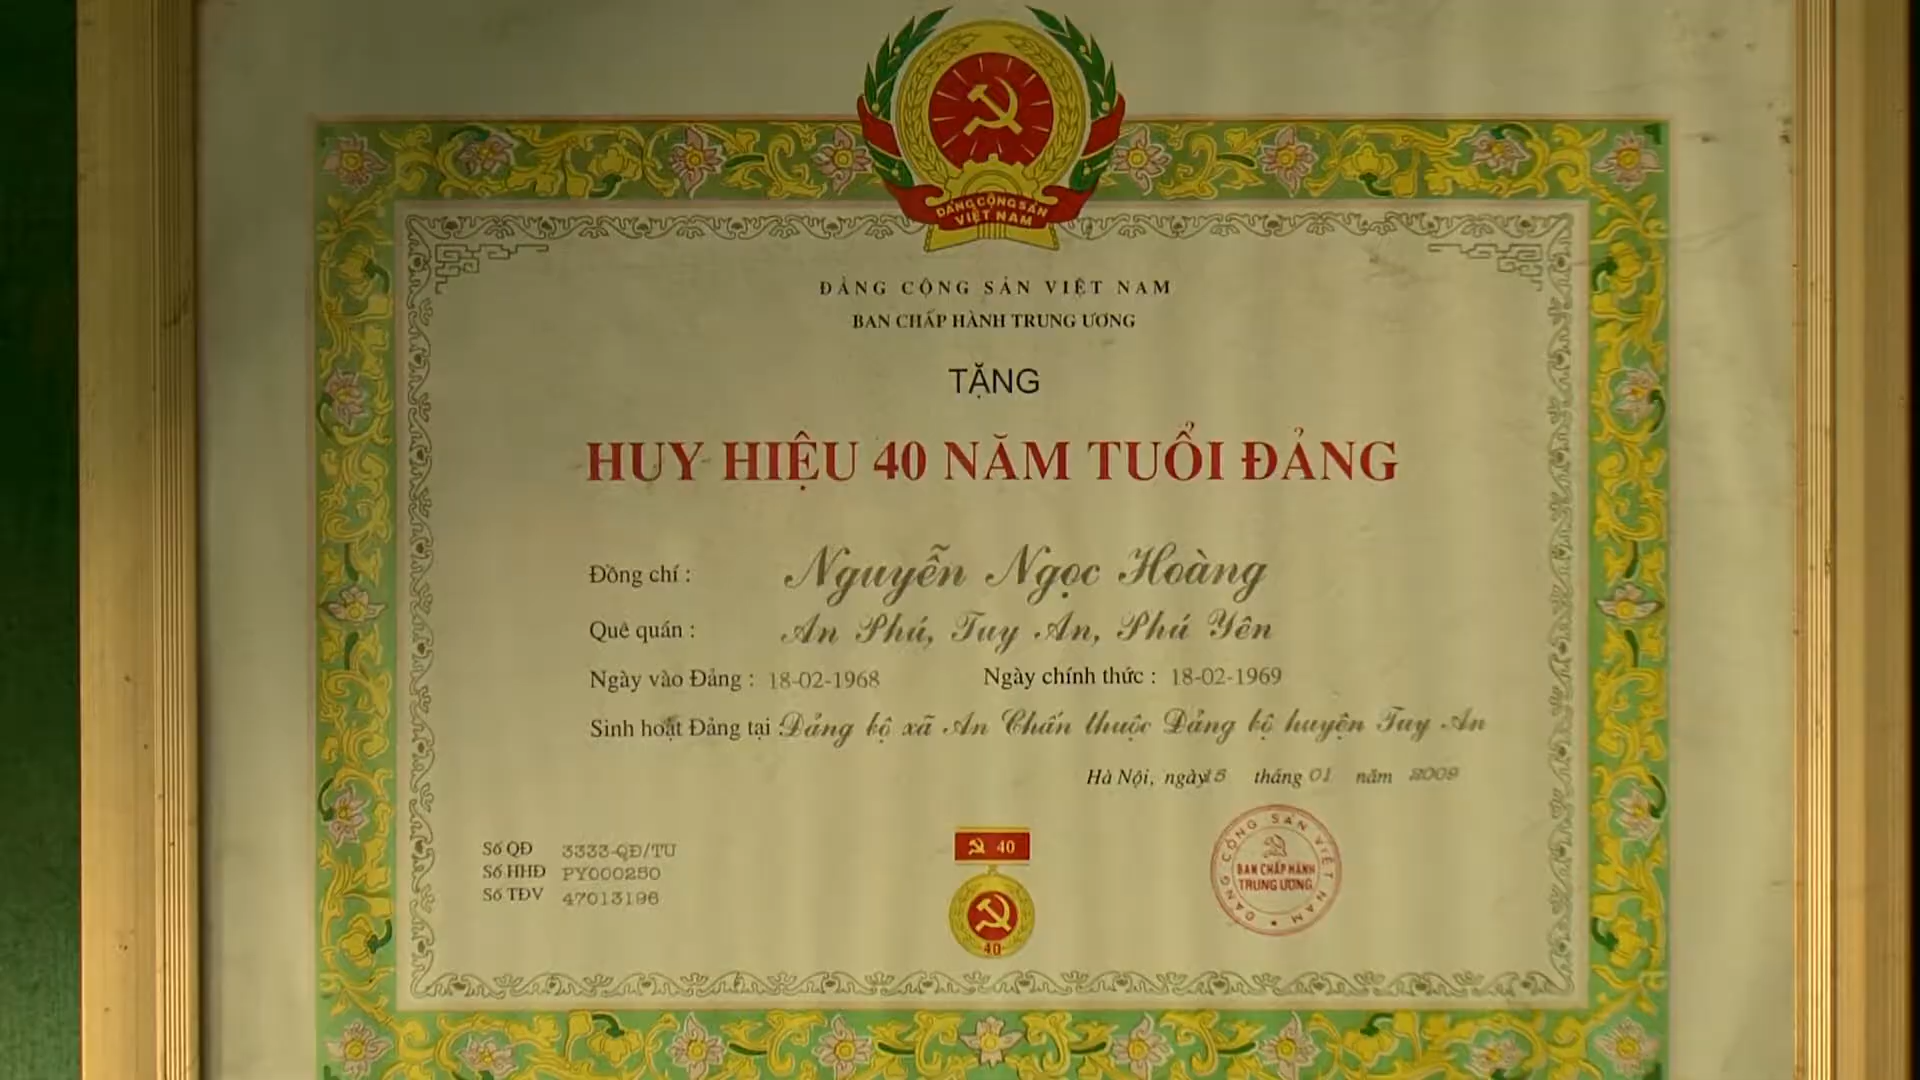 ĐẢNG CỘNG SẢN
VIỆT NAM
ĐẢNG CỘNG SẢN VIỆT NAM
BAN CHẤP HÀNH TRUNG ƯƠNG
TẶNG
HUY HIỆU 40 NĂM TUỔI ĐẢNG
Đồng chí : Nguyễn Ngọc Hoàng
Quê quán : An Phú, Tuy An, Phú Yên
Ngày vào Đảng : 18-02-1968 Ngày chính thức : 18-02-1969
Sinh hoạt Đảng tại : Đảng bộ xã An Chấn thuộc Đảng bộ huyện Tuy An
Hà Nội, ngày 15 tháng 01 năm 2009
Số QĐ 3333-QĐ/TU
Số HHĐ PY000250
Số TĐV 47013196
40
40
ĐẢNG CỘNG SẢN VIỆT NAM
BAN CHẤP HÀNH
TRUNG ƯƠNG